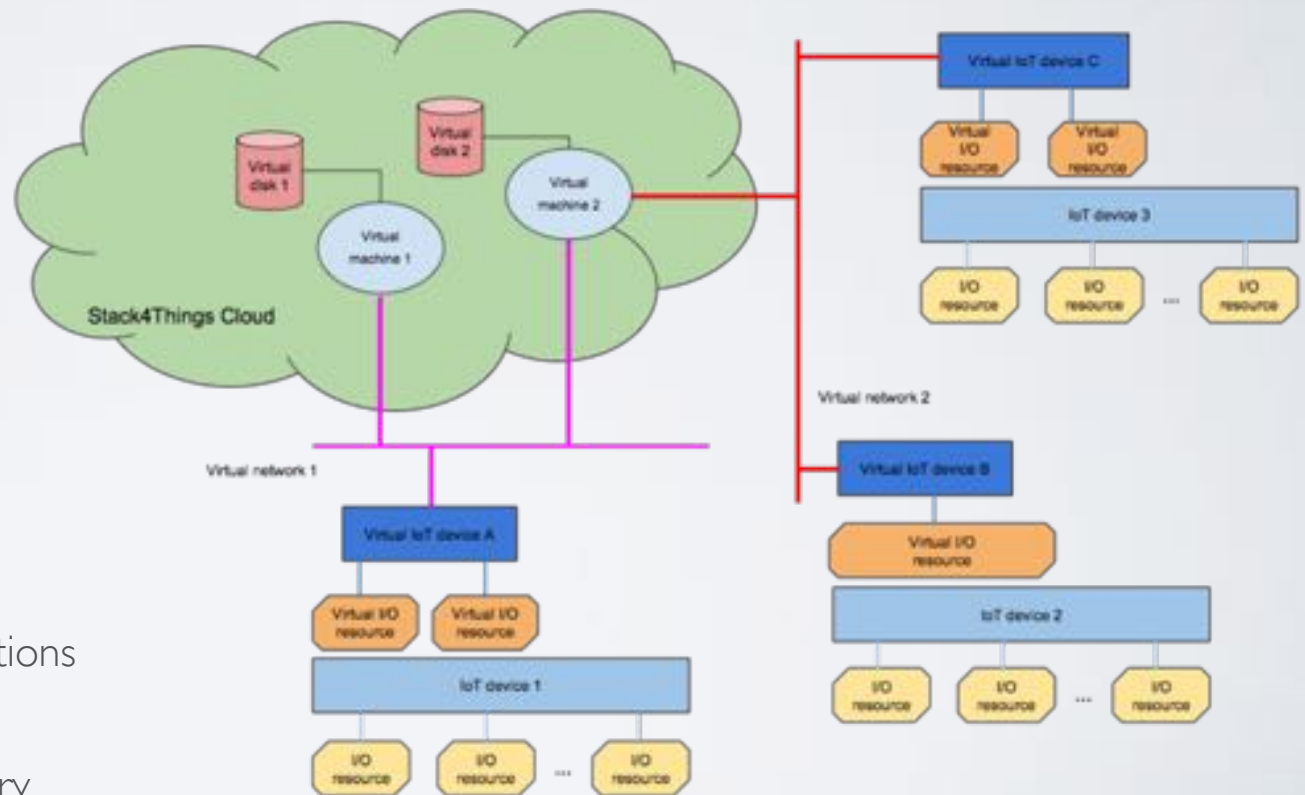 Virtual
disk 1
Virtual
disk 2
Virtual
machine 1
Virtual
machine 2
Stack4Things Cloud
Virtual IoT device C
Virtual
I/O
resource
Virtual
I/O
resource
IoT device 3
I/O
resource
I/O
resource
...
I/O
resource
Virtual network 2
Virtual IoT device B
Virtual I/O
resource
IoT device 2
I/O
resource
I/O
resource
...
I/O
resource
Virtual network 1
Virtual IoT device A
Virtual I/O
resource
Virtual I/O
resource
IoT device 1
I/O
resource
I/O
resource
...
I/O
resource
tions
ry